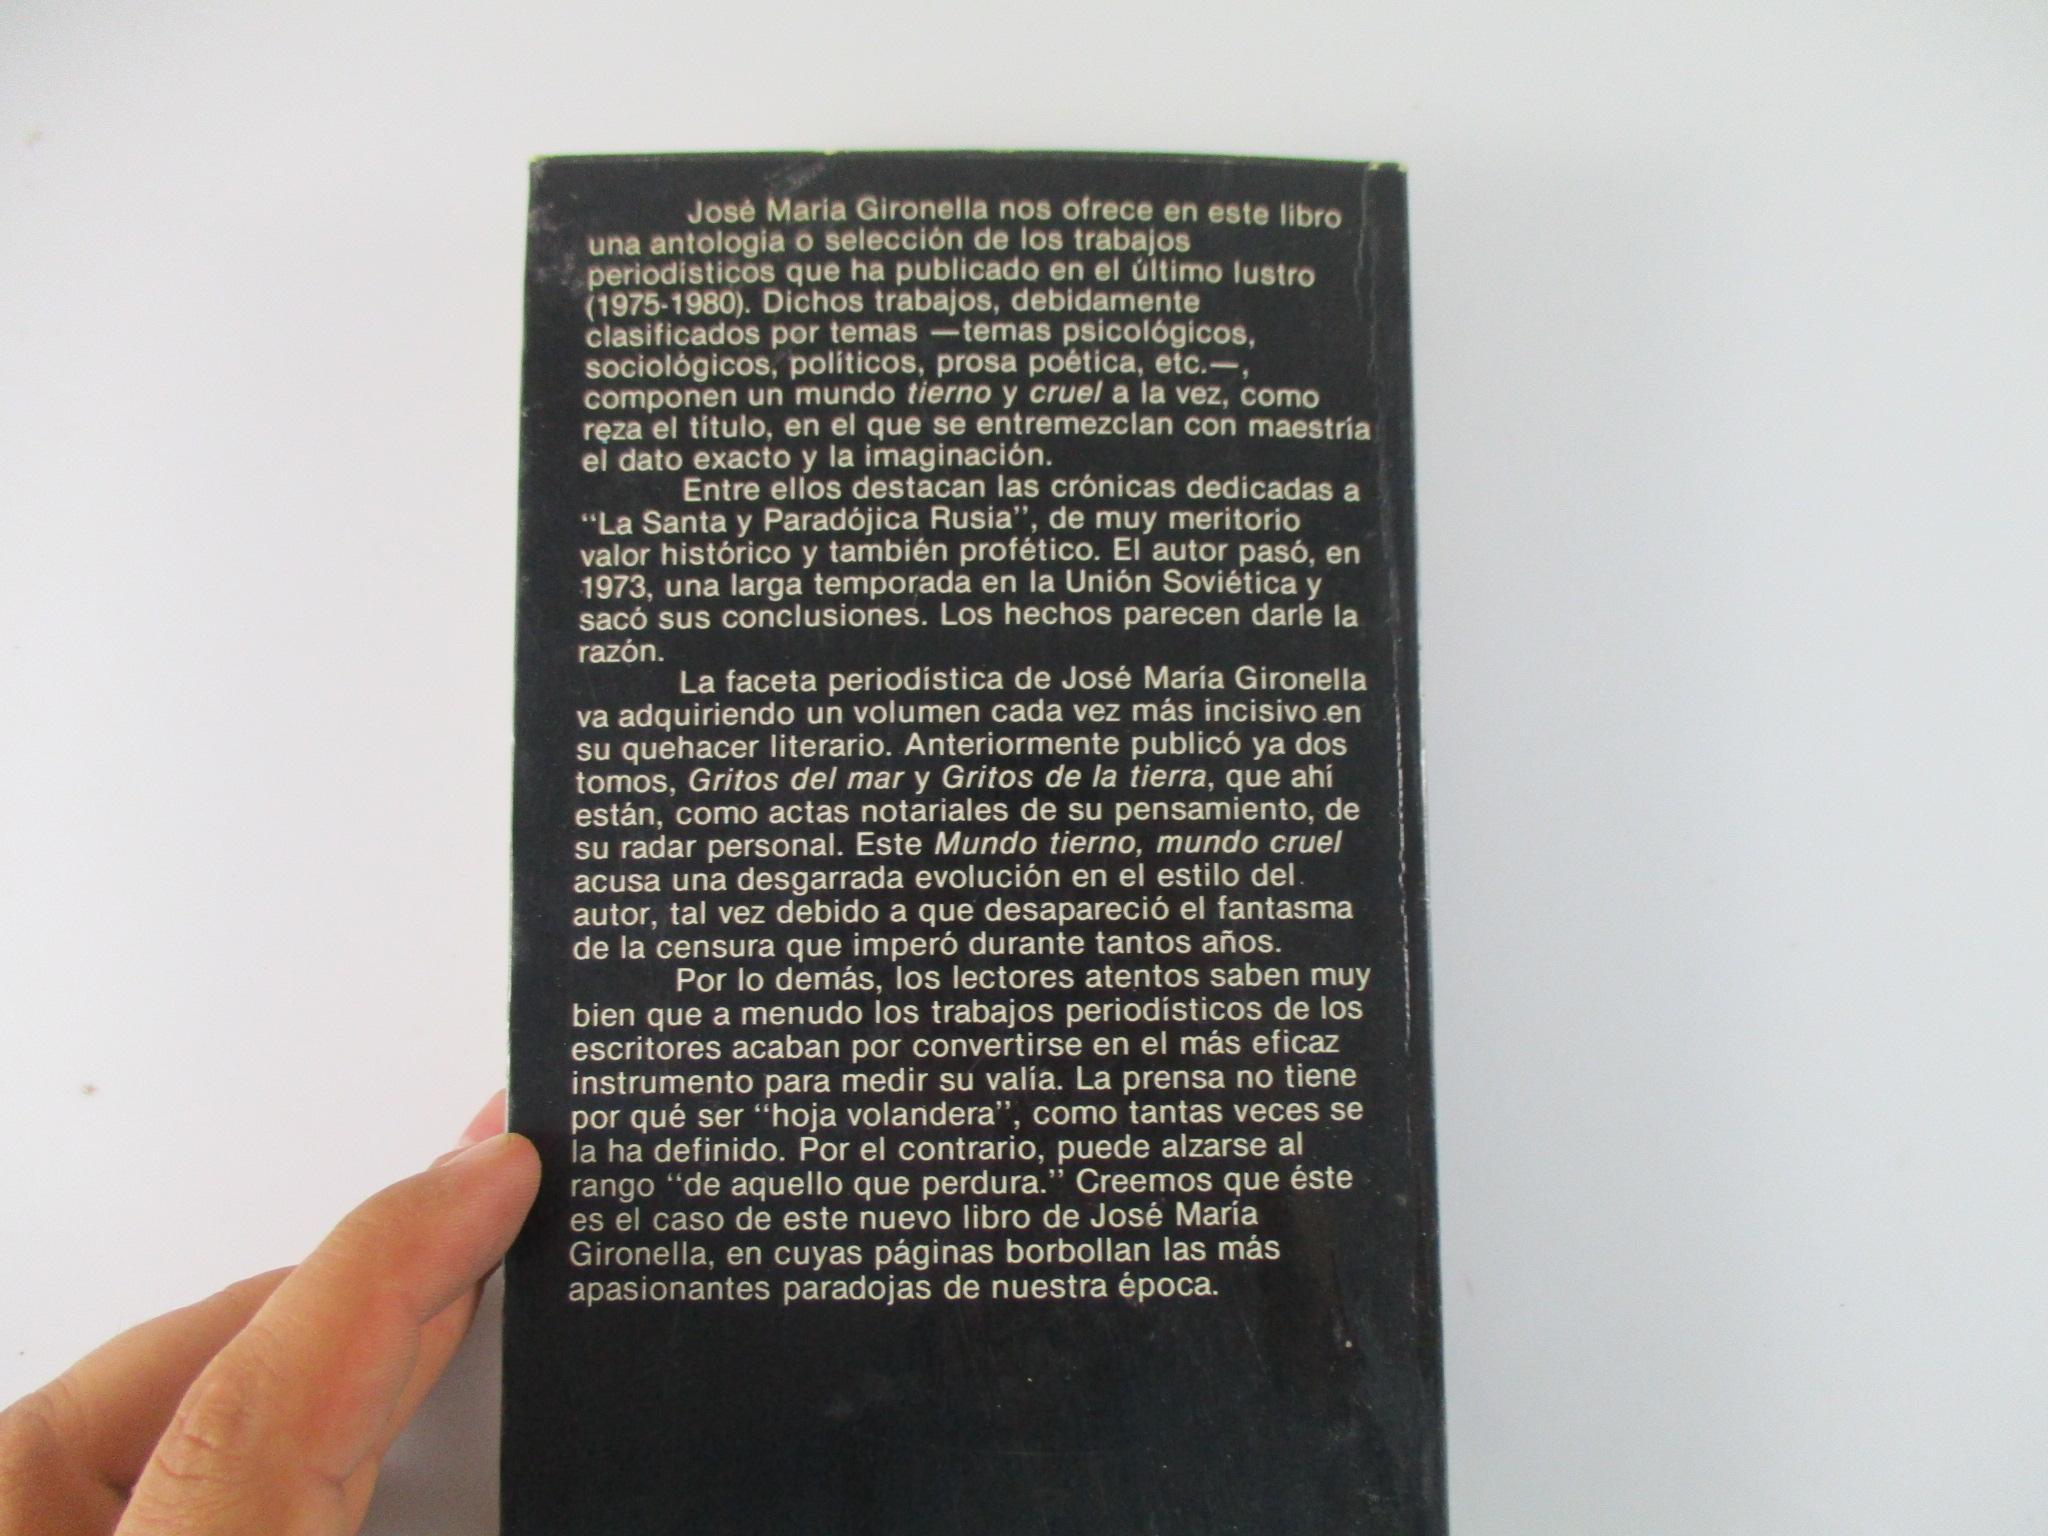 José Maria Gironella nos ofrece en este libro
una antología o selección de los trabajos
periodísticos que ha publicado en el último lustro
(1975-1980). Dichos trabajos, debidamente
clasificados por temas —temas psicológicos,
sociológicos, políticos, prosa poética, etc.—,
componen un mundo tierno y cruel a la vez, como
reza el título, en el que se entremezclan con maestría
el dato exacto y la imaginación.
Entre ellos destacan las crónicas dedicadas a
“La Santa y Paradójica Rusia”, de muy meritorio
valor histórico y también profético. El autor pasó, en
1973, una larga temporada en la Unión Soviética y
sacó sus conclusiones. Los hechos parecen darle la
razón.
La faceta periodística de José María Gironella
va adquiriendo un volumen cada vez más incisivo en
su quehacer literario. Anteriormente publicó ya dos
tomos, Gritos del mar y Gritos de la tierra, que ahí
están, como actas notariales de su pensamiento, de
su radar personal. Este Mundo tierno, mundo cruel
acusa una desgarrada evolución en el estilo del
autor, tal vez debido a que desapareció el fantasma
de la censura que imperó durante tantos años.
Por lo demás, los lectores atentos saben muy
bien que a menudo los trabajos periodísticos de los
escritores acaban por convertirse en el más eficaz
instrumento para medir su valía. La prensa no tiene
por qué ser “hoja volandera”, como tantas veces se
la ha definido. Por el contrario, puede alzarse al
rango “de aquello que perdura.” Creemos que éste
es el caso de este nuevo libro de José María
Gironella, en cuyas páginas borbollan las más
apasionantes paradojas de nuestra época.